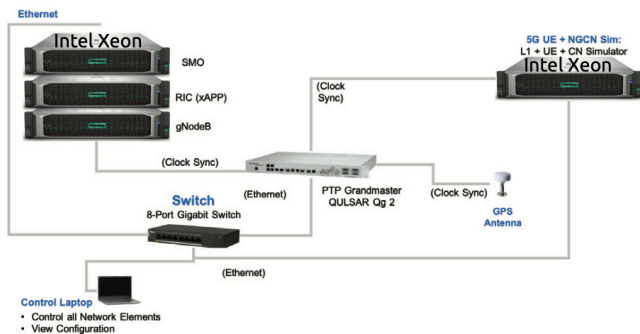 Ethernet
Intel Xeon
SMO
RIC (xAPP)
gNodeB
5G UE + NGCN Sim:
L1 + UE + CN Simulator
Intel Xeon
(Clock
Sync)
(Clock Sync)
(Ethernet)
PTP Grandmaster
QULSAR Qg 2
(Clock Sync)
GPS
Antenna
Switch
8-Port Gigabit Switch
(Ethernet)
Control Laptop
• Control all Network Elements
• View Configuration